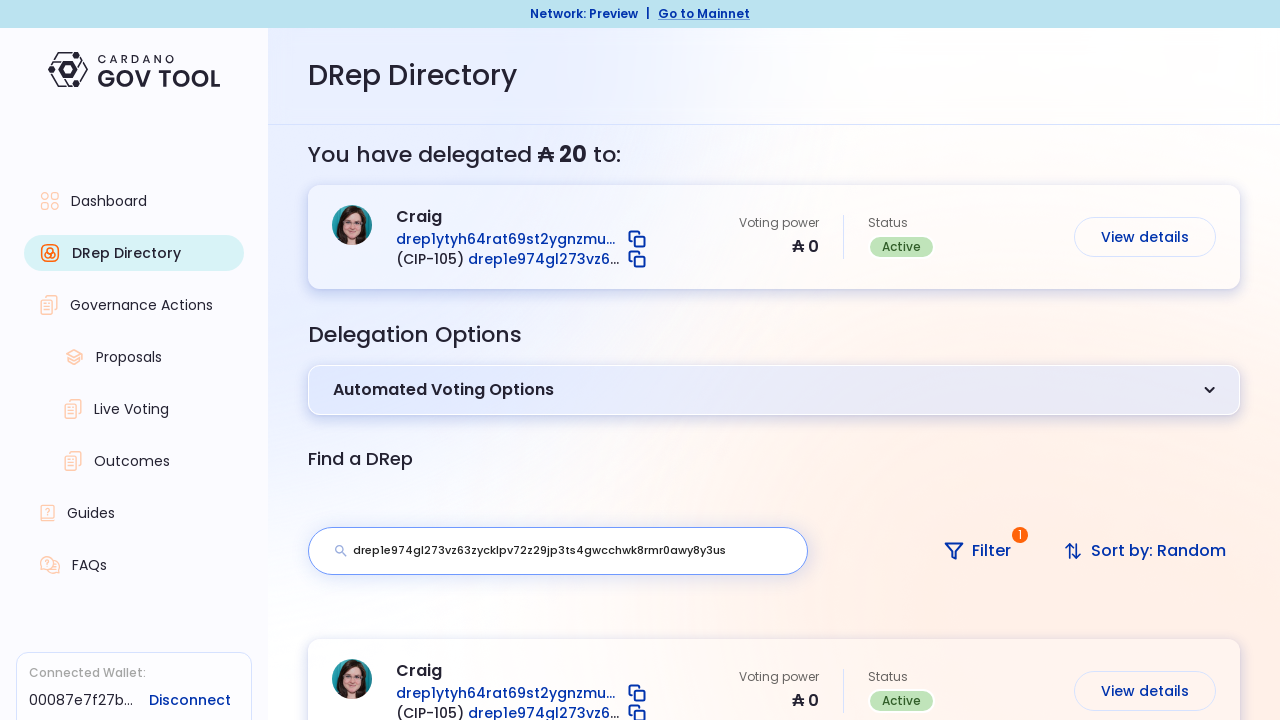 Network: Preview | Go to Mainnet
CARDANO
GOV TOOL
DRep Directory
Dashboard
DRep Directory
Governance Actions
Proposals
Live Voting
Outcomes
Guides
FAQs
Connected Wallet:
00087e7f27b... Disconnect
You have delegated ₳ 20 to:
Craig
drep1ytyh64rat69st2ygnzmu...
(CIP-105) drep1e974gl273vz6...
Voting power
₳ 0
Status
Active
View details
Delegation Options
Automated Voting Options
Find a DRep
drep1e974gl273vz63zycklpv72z29jp3ts4gwcchwk8rmr0awy8y3us
Filter 1
Sort by: Random
Craig
drep1ytyh64rat69st2ygnzmu...
(CIP-105) drep1e974gl273vz6...
Voting power
₳ 0
Status
Active
View details